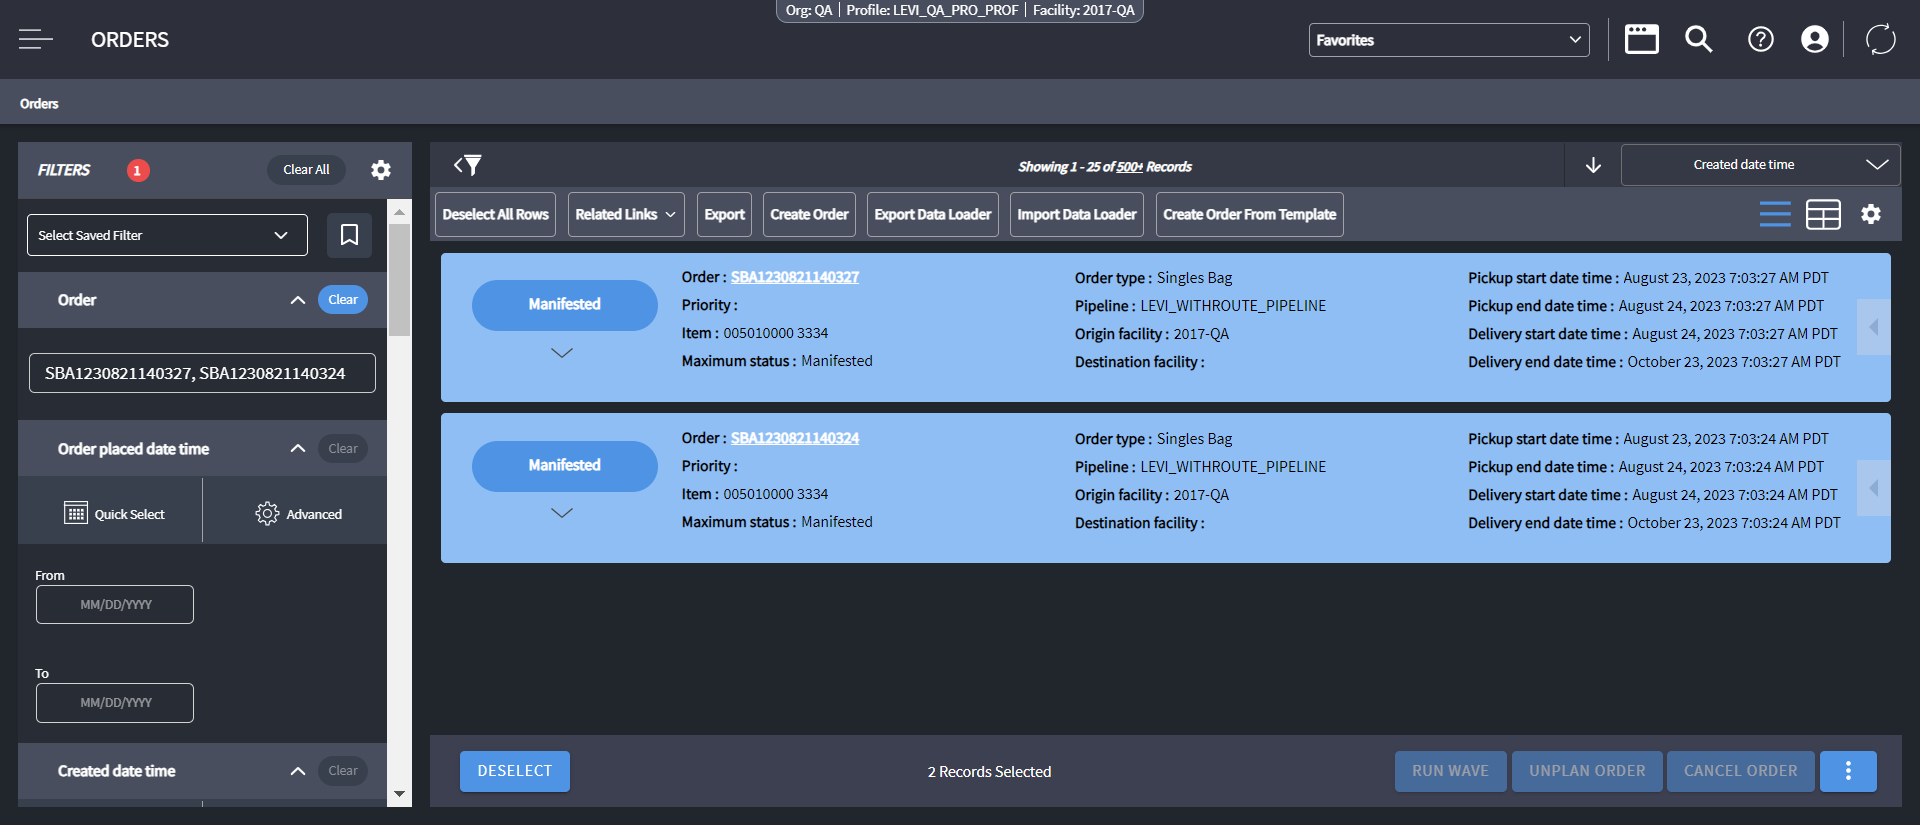 Org: QA | Profile: LEVI_QA_PRO_PROF | Facility: 2017-QA
ORDERS
Favorites
Orders
FILTERS 1 Clear All
Select Saved Filter
Order Clear
SBA1230821140327, SBA1230821140324
Order placed date time Clear
Quick Select Advanced
From
MM/DD/YYYY
To
MM/DD/YYYY
Created date time Clear
Showing 1 - 25 of 500+ Records
Created date time
Deselect All Rows Related Links Export Create Order Export Data Loader Import Data Loader Create Order From Template
Manifested
Order : SBA1230821140327
Priority :
Item : 005010000 3334
Maximum status : Manifested
Order type : Singles Bag
Pipeline : LEVI_WITHROUTE_PIPELINE
Origin facility : 2017-QA
Destination facility :
Pickup start date time : August 23, 2023 7:03:27 AM PDT
Pickup end date time : August 24, 2023 7:03:27 AM PDT
Delivery start date time : August 24, 2023 7:03:27 AM PDT
Delivery end date time : October 23, 2023 7:03:27 AM PDT
Manifested
Order : SBA1230821140324
Priority :
Item : 005010000 3334
Maximum status : Manifested
Order type : Singles Bag
Pipeline : LEVI_WITHROUTE_PIPELINE
Origin facility : 2017-QA
Destination facility :
Pickup start date time : August 23, 2023 7:03:24 AM PDT
Pickup end date time : August 24, 2023 7:03:24 AM PDT
Delivery start date time : August 24, 2023 7:03:24 AM PDT
Delivery end date time : October 23, 2023 7:03:24 AM PDT
DESELECT
2 Records Selected
RUN WAVE UNPLAN ORDER CANCEL ORDER